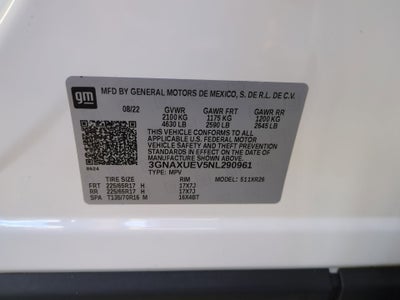 gm
MFD BY GENERAL MOTORS DE MEXICO, S. DE R.L. DE C.V.
08/22 GVWR GAWR FRT GAWR RR
2100 KG 1175 KG 1200 KG
4630 LB 2590 LB 2645 LB
THIS VEHICLE CONFORMS TO ALL
APPLICABLE U.S. FEDERAL MOTOR
VEHICLE SAFETY AND THEFT PREVENTION
STANDARDS IN EFFECT ON THE DATE OF
MANUFACTURE SHOWN ABOVE.
3GNAXUEV5NL290961
TYPE: MPV
TIRE SIZE RIM MODEL: 511XR26
FRT 225/65R17 H 17X7J
RR 225/65R17 H 17X7J
SPA T135/70R16 M 16X4BT